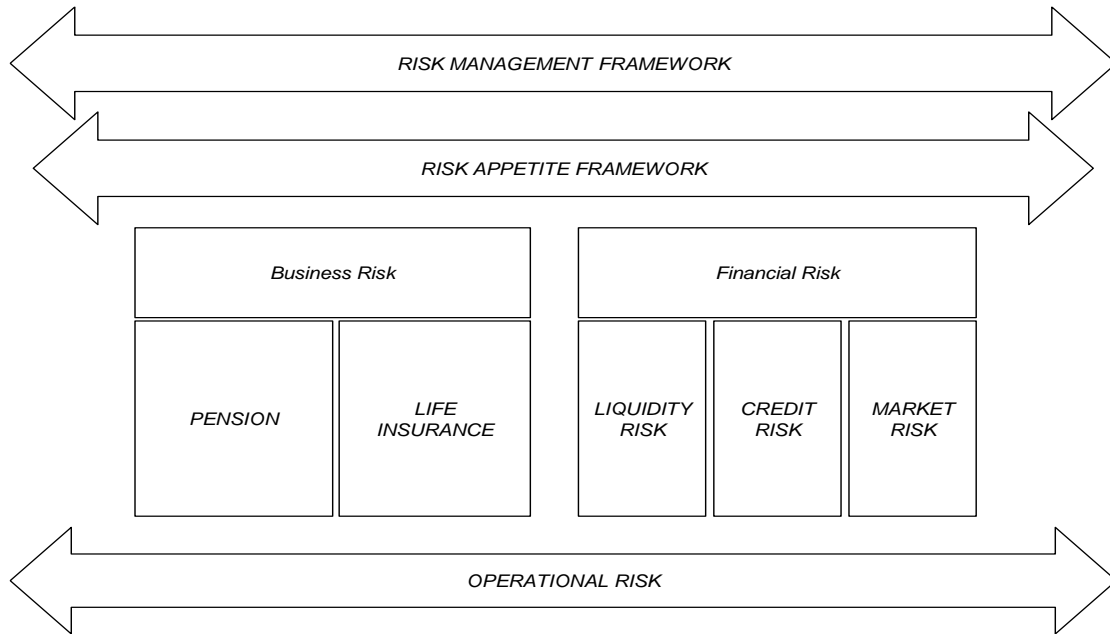 RISK MANAGEMENT FRAMEWORK
RISK APPETITE FRAMEWORK
Business Risk
Financial Risk
PENSION
LIFE
INSURANCE
LIQUIDITY
RISK
CREDIT
RISK
MARKET
RISK
OPERATIONAL RISK